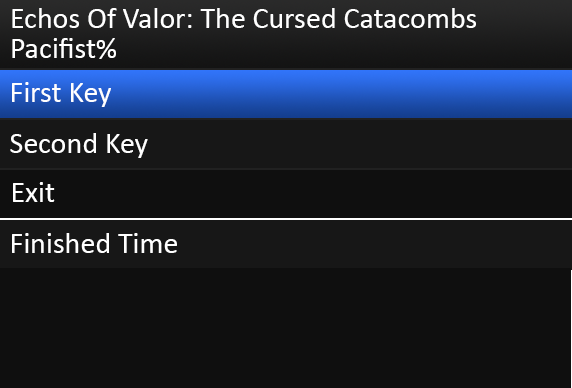 Echos Of Valor: The Cursed Catacombs
Pacifist%
First Key
Second Key
Exit
Finished Time